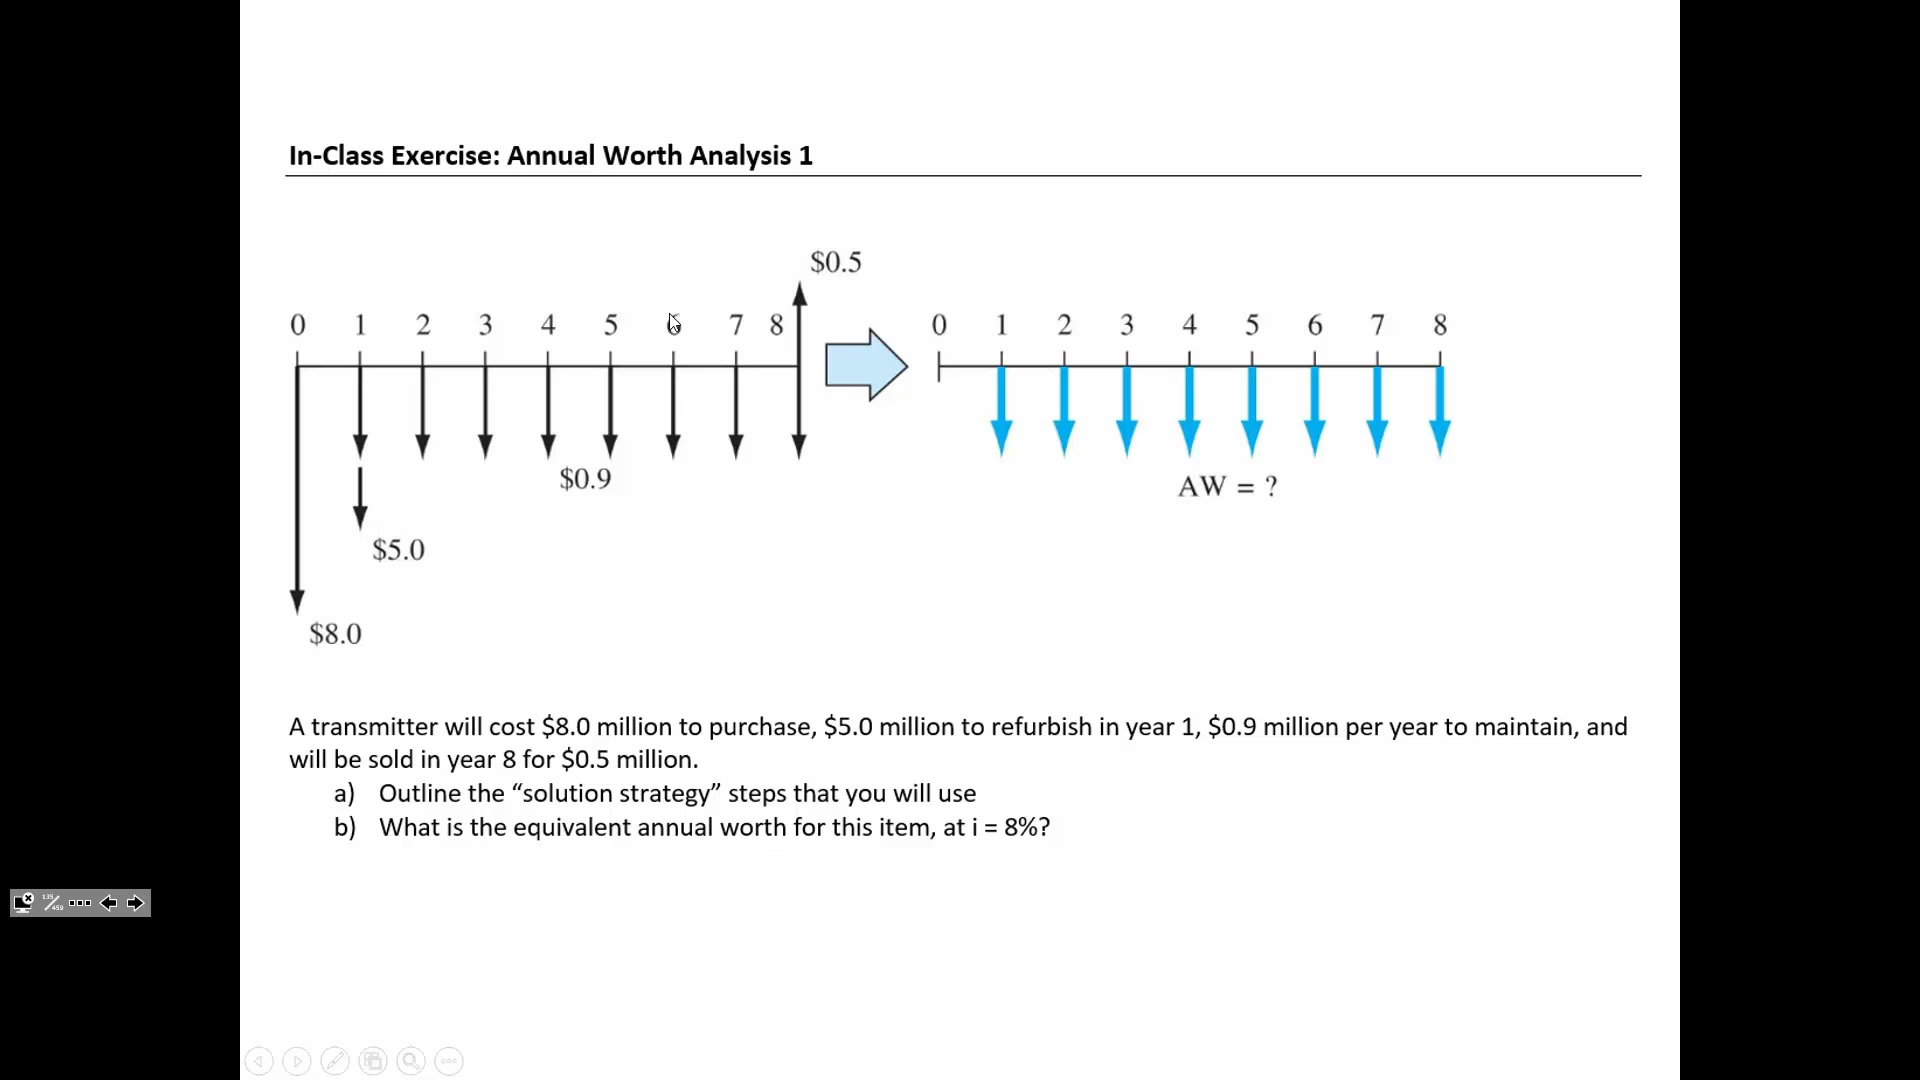 In-Class Exercise: Annual Worth Analysis 1
$0.5
0 1 2 3 4 5 6 7 8
0 1 2 3 4 5 6 7 8
$0.9
AW = ?
$5.0
$8.0
A transmitter will cost $8.0 million to purchase, $5.0 million to refurbish in year 1, $0.9 million per year to maintain, and
will be sold in year 8 for $0.5 million.
a) Outline the “solution strategy” steps that you will use
b) What is the equivalent annual worth for this item, at i = 8%?
135/459